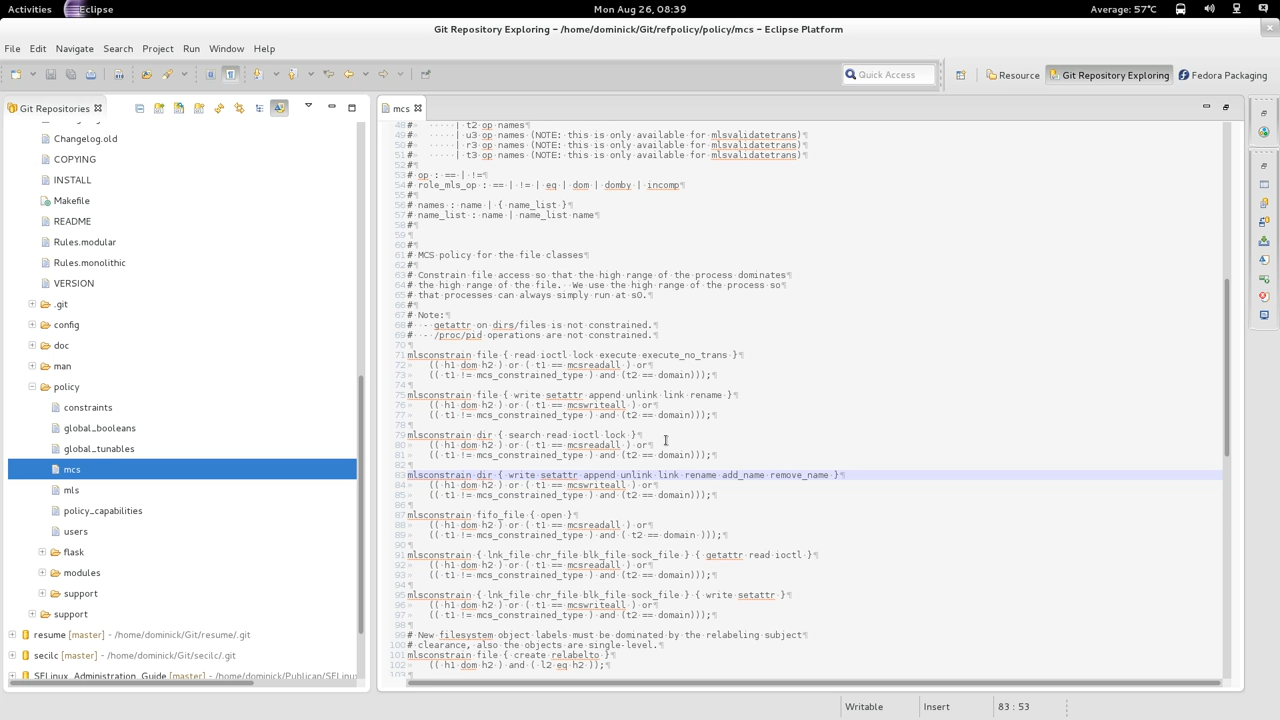 Activities Eclipse Mon Aug 26, 08:39 Average: 57°C
Git Repository Exploring – /home/dominick/Git/refpolicy/policy/mcs – Eclipse Platform
File Edit Navigate Search Project Run Window Help
Quick Access Resource Git Repository Exploring Fedora Packaging
Git Repositories
Changelog.old
COPYING
INSTALL
Makefile
README
Rules.modular
Rules.monolithic
VERSION
.git
config
doc
man
policy
constraints
global_booleans
global_tunables
mcs
mls
policy_capabilities
users
flask
modules
support
support
resume [master] - /home/dominick/Git/resume/.git
secilc [master] - /home/dominick/Git/secilc/.git
SELinux_Administration_Guide [master] - /home/dominick/Publican/SELinux
mcs
48 # | t2 op names
49 # | u3 op names (NOTE: this is only available for mlsvalidatetrans)
50 # | r3 op names (NOTE: this is only available for mlsvalidatetrans)
51 # | t3 op names (NOTE: this is only available for mlsvalidatetrans)
52 #
53 # op : == | !=
54 # role_mls_op : == | != | eq | dom | domby | incomp
55 #
56 # names : name | { name_list }
57 # name_list : name | name_list name
58 #
59
60 #
61 # MCS policy for the file classes
62 #
63 # Constrain file access so that the high range of the process dominates
64 # the high range of the file. We use the high range of the process so
65 # that processes can always simply run at s0.
66 #
67 # Note:
68 # - getattr on dirs/files is not constrained.
69 # - /proc/pid operations are not constrained.
70
71 mlsconstrain file { read ioctl lock execute execute_no_trans }
72 (( h1 dom h2 ) or ( t1 == mcsreadall ) or
73 (( t1 != mcs_constrained_type ) and (t2 == domain)));
74
75 mlsconstrain file { write setattr append unlink link rename }
76 (( h1 dom h2 ) or ( t1 == mcswriteall ) or
77 (( t1 != mcs_constrained_type ) and (t2 == domain)));
78
79 mlsconstrain dir { search read ioctl lock }
80 (( h1 dom h2 ) or ( t1 == mcsreadall ) or
81 (( t1 != mcs_constrained_type ) and (t2 == domain)));
82
83 mlsconstrain dir { write setattr append unlink link rename add_name remove_name }
84 (( h1 dom h2 ) or ( t1 == mcswriteall ) or
85 (( t1 != mcs_constrained_type ) and (t2 == domain)));
86
87 mlsconstrain fifo_file { open }
88 (( h1 dom h2 ) or ( t1 == mcsreadall ) or
89 (( t1 != mcs_constrained_type ) and ( t2 == domain )));
90
91 mlsconstrain { lnk_file chr_file blk_file sock_file } { getattr read ioctl }
92 (( h1 dom h2 ) or ( t1 == mcsreadall ) or
93 (( t1 != mcs_constrained_type ) and (t2 == domain)));
94
95 mlsconstrain { lnk_file chr_file blk_file sock_file } { write setattr }
96 (( h1 dom h2 ) or ( t1 == mcswriteall ) or
97 (( t1 != mcs_constrained_type ) and (t2 == domain)));
98
99 # New filesystem object labels must be dominated by the relabeling subject
100 # clearance, also the objects are single-level.
101 mlsconstrain file { create relabelto }
102 (( h1 dom h2 ) and ( l2 eq h2 ));
103
Writable Insert 83 : 53